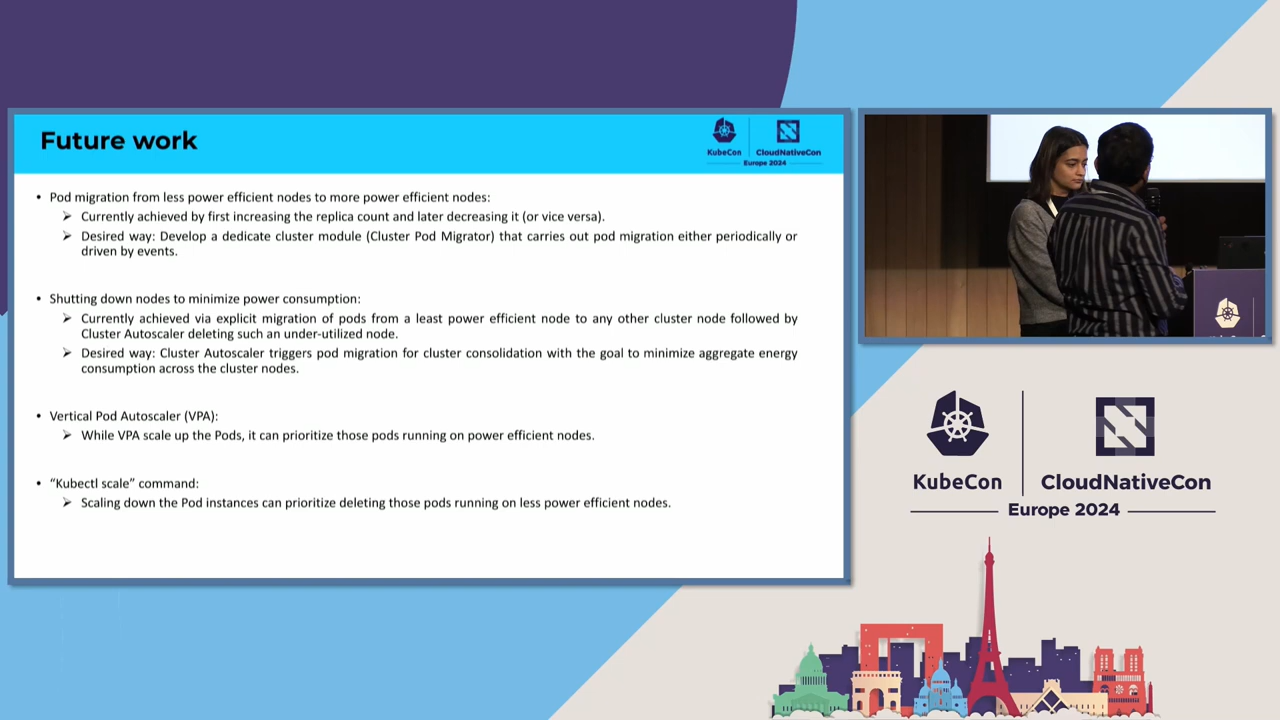 Future work
KubeCon
CloudNativeCon
Europe 2024
• Pod migration from less power efficient nodes to more power efficient nodes:
➢ Currently achieved by first increasing the replica count and later decreasing it (or vice versa).
➢ Desired way: Develop a dedicate cluster module (Cluster Pod Migrator) that carries out pod migration either periodically or
driven by events.
• Shutting down nodes to minimize power consumption:
➢ Currently achieved via explicit migration of pods from a least power efficient node to any other cluster node followed by
Cluster Autoscaler deleting such an under-utilized node.
➢ Desired way: Cluster Autoscaler triggers pod migration for cluster consolidation with the goal to minimize aggregate energy
consumption across the cluster nodes.
• Vertical Pod Autoscaler (VPA):
➢ While VPA scale up the Pods, it can prioritize those pods running on power efficient nodes.
• “Kubectl scale” command:
➢ Scaling down the Pod instances can prioritize deleting those pods running on less power efficient nodes.
KubeCon
CloudNativeCon
Europe 2024